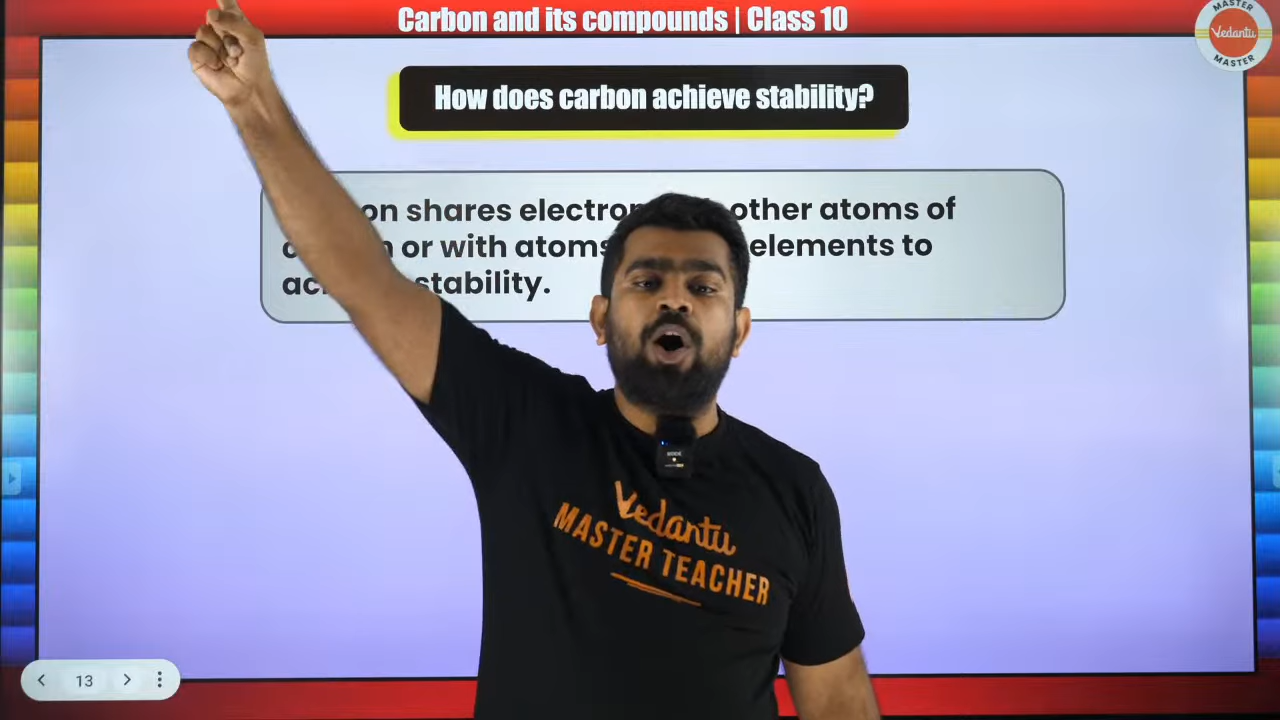 Carbon and its compounds | Class 10
MASTER
Vedantu
MASTER
How does carbon achieve stability?
on shares electron other atoms of
or with atoms elements to
stability.
RODE
Vedantu
MASTER TEACHER
13